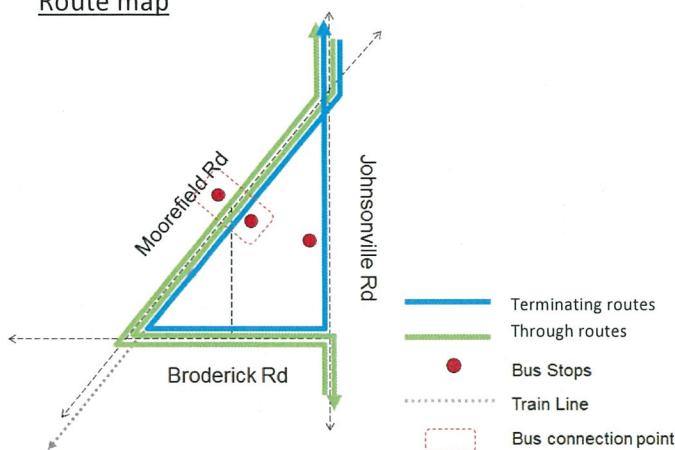 Route map
Moorefield Rd
Johnsonville Rd
Broderick Rd
Terminating routes
Through routes
Bus Stops
Train Line
Bus connection point